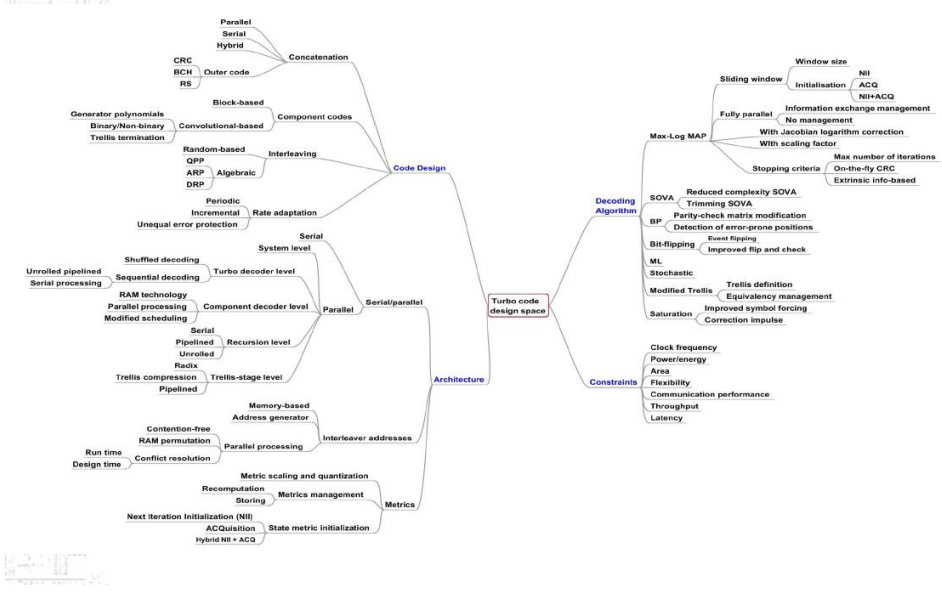 Parallel
Serial
Hybrid
Concatenation
CRC
BCH
RS
Outer code
Block-based
Component codes
Generator polynomials
Binary/Non-binary
Trellis termination
Convolutional-based
Random-based
Interleaving
QPP
ARP
DRP
Algebraic
Code Design
Periodic
Incremental
Unequal error protection
Rate adaptation
Serial
System level
Shuffled decoding
Turbo decoder level
Unrolled pipelined
Serial processing
Sequential decoding
RAM technology
Parallel processing
Modified scheduling
Component decoder level
Parallel
Serial/parallel
Serial
Pipelined
Unrolled
Recursion level
Radix
Trellis compression
Pipelined
Trellis-stage level
Architecture
Memory-based
Address generator
Interleaver addresses
Contention-free
RAM permutation
Parallel processing
Run time
Design time
Conflict resolution
Metric scaling and quantization
Recomputation
Storing
Metrics management
Metrics
Next Iteration Initialization (NII)
ACQuisition
Hybrid NII + ACQ
State metric initialization
Turbo code
design space
Decoding
Algorithm
Max-Log MAP
Sliding window
Window size
Initialisation
NII
ACQ
NII+ACQ
Fully parallel
Information exchange management
No management
With Jacobian logarithm correction
With scaling factor
Stopping criteria
Max number of iterations
On-the-fly CRC
Extrinsic info-based
SOVA
Reduced complexity SOVA
Trimming SOVA
BP
Parity-check matrix modification
Detection of error-prone positions
Bit-flipping
Event flipping
Improved flip and check
ML
Stochastic
Modified Trellis
Trellis definition
Equivalency management
Saturation
Improved symbol forcing
Correction impulse
Constraints
Clock frequency
Power/energy
Area
Flexibility
Communication performance
Throughput
Latency